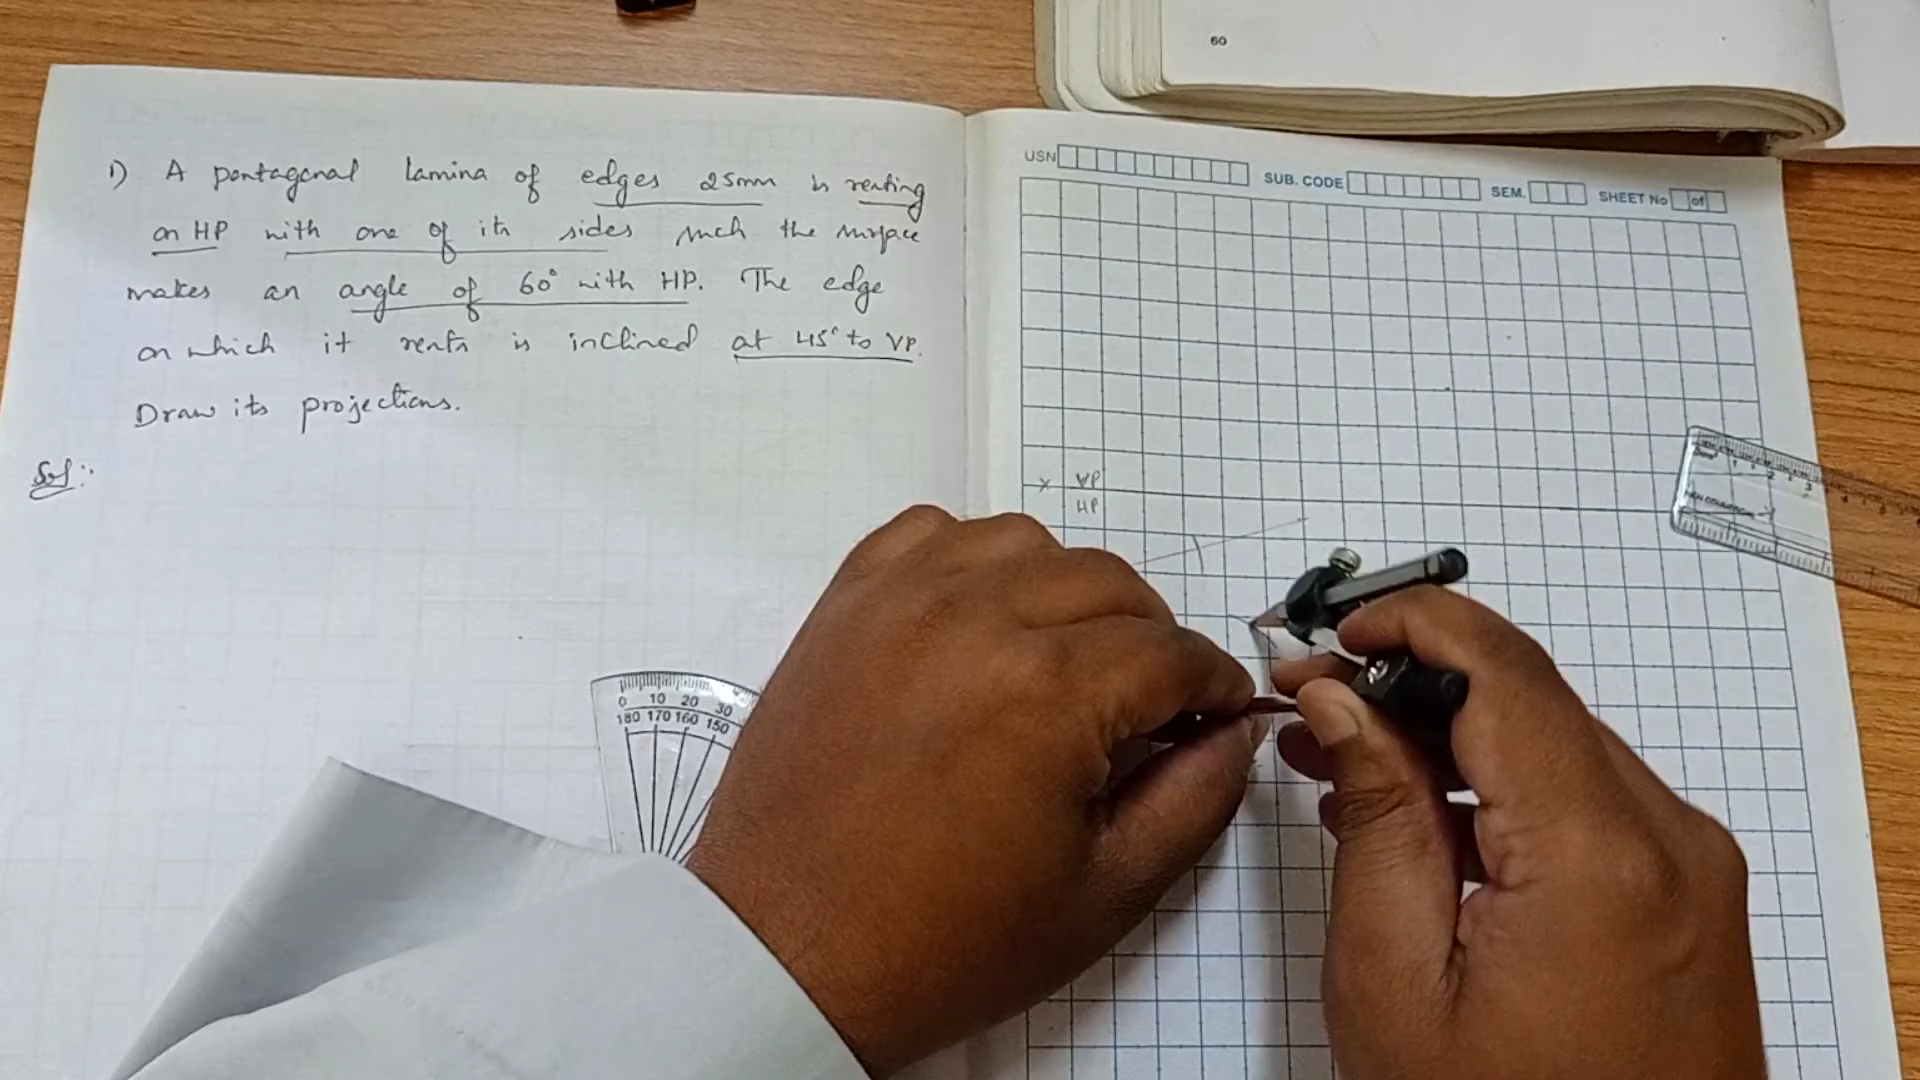 1) A pentagonal lamina of edges 25mm is resting
on HP with one of its sides such the surface
makes an angle of 60° with HP. The edge
on which it rests is inclined at 45° to VP.
Draw its projections.
Sol:-
60
USN SUB. CODE SEM. SHEET No of
X VP
HP
0 10 20 30
180 170 160 150
1 2 3